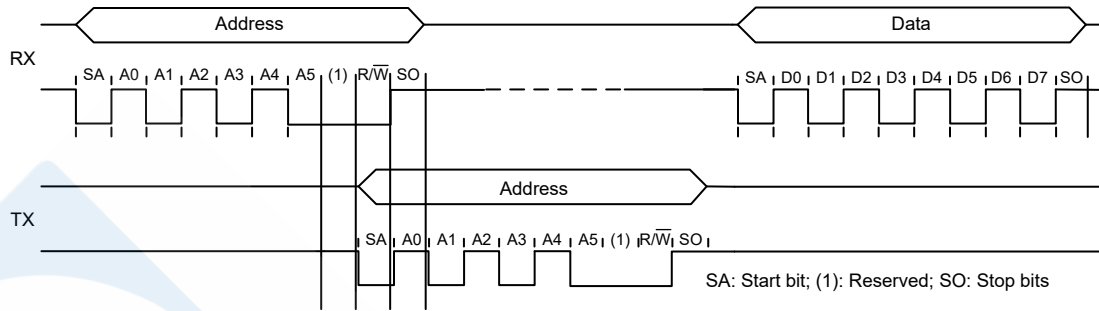 Address Data
RX
SA A0 A1 A2 A3 A4 A5 (1) R/W̅ SO SA D0 D1 D2 D3 D4 D5 D6 D7 SO
Address
TX
SA A0 A1 A2 A3 A4 A5 (1) R/W̅ SO
SA: Start bit; (1): Reserved; SO: Stop bits